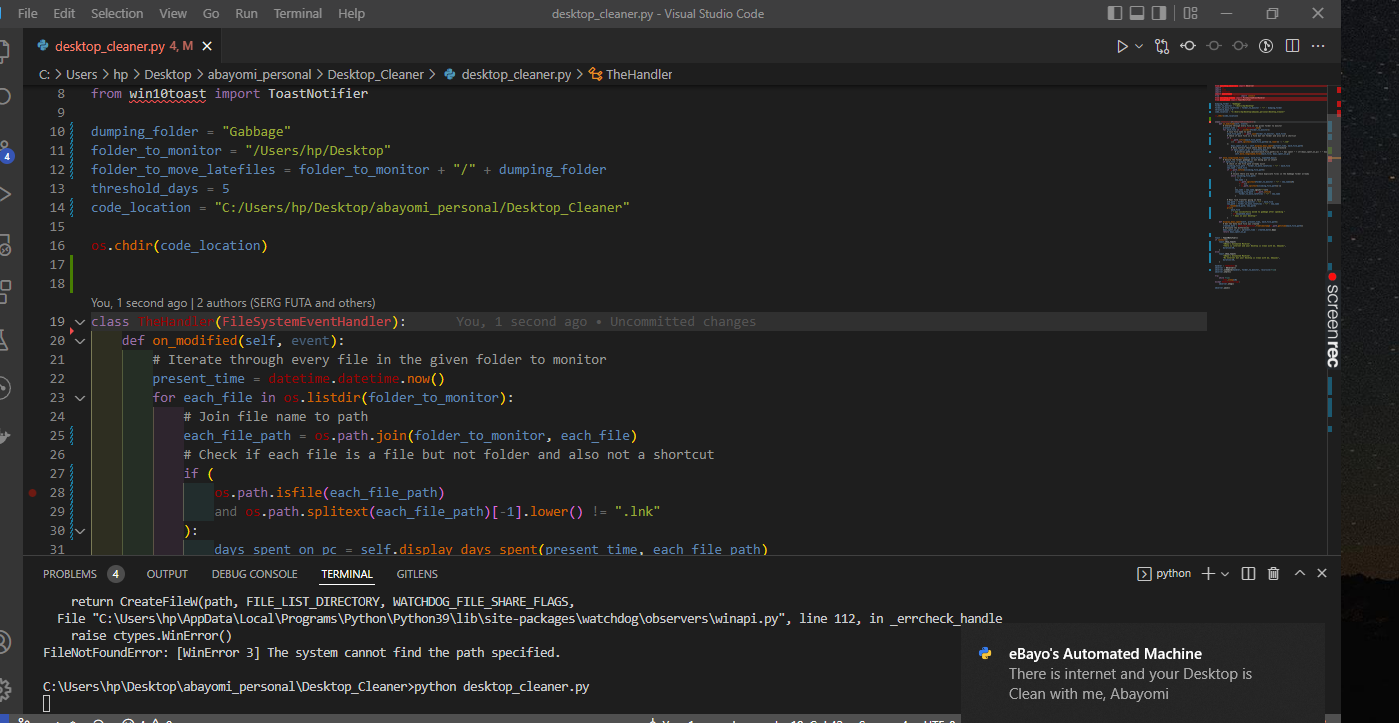 File Edit Selection View Go Run Terminal Help desktop_cleaner.py - Visual Studio Code
desktop_cleaner.py 4, M
C: > Users > hp > Desktop > abayomi_personal > Desktop_Cleaner > desktop_cleaner.py > TheHandler
8 from win10toast import ToastNotifier
9
10 dumping_folder = "Gabbage"
11 folder_to_monitor = "/Users/hp/Desktop"
12 folder_to_move_latefiles = folder_to_monitor + "/" + dumping_folder
13 threshold_days = 5
14 code_location = "C:/Users/hp/Desktop/abayomi_personal/Desktop_Cleaner"
15
16 os.chdir(code_location)
17
18
You, 1 second ago | 2 authors (SERG FUTA and others)
19 class TheHandler(FileSystemEventHandler): You, 1 second ago • Uncommitted changes
20 def on_modified(self, event):
21 # Iterate through every file in the given folder to monitor
22 present_time = datetime.datetime.now()
23 for each_file in os.listdir(folder_to_monitor):
24 # Join file name to path
25 each_file_path = os.path.join(folder_to_monitor, each_file)
26 # Check if each file is a file but not folder and also not a shortcut
27 if (
28 os.path.isfile(each_file_path)
29 and os.path.splitext(each_file_path)[-1].lower() != ".lnk"
30 ):
31 days_spent_on_pc = self.display_days_spent(present_time, each_file_path)
4
screenrec
PROBLEMS 4 OUTPUT DEBUG CONSOLE TERMINAL GITLENS python
return CreateFileW(path, FILE_LIST_DIRECTORY, WATCHDOG_FILE_SHARE_FLAGS,
File "C:\Users\hp\AppData\Local\Programs\Python\Python39\lib\site-packages\watchdog\observers\winapi.py", line 112, in _errcheck_handle
raise ctypes.WinError()
FileNotFoundError: [WinError 3] The system cannot find the path specified.
C:\Users\hp\Desktop\abayomi_personal\Desktop_Cleaner>python desktop_cleaner.py
eBayo's Automated Machine
There is internet and your Desktop is
Clean with me, Abayomi